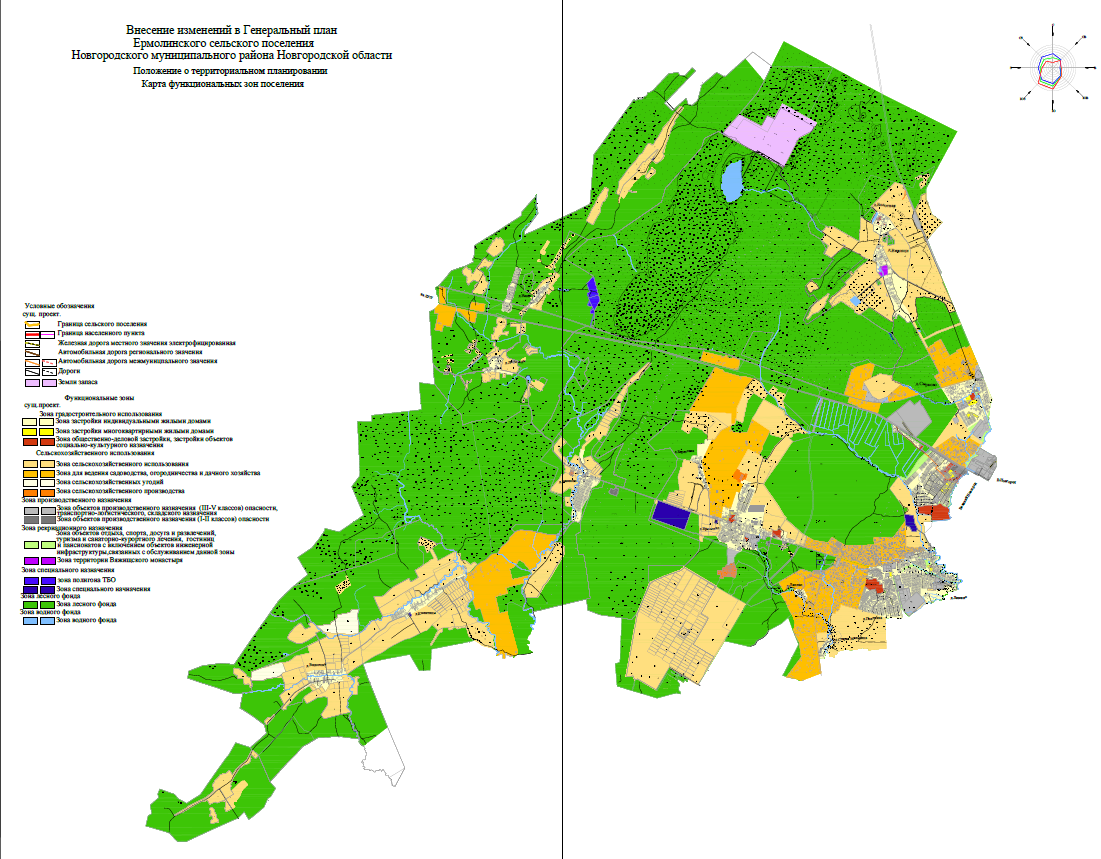 Внесение изменений в Генеральный план
Ермолинского сельского поселения
Новгородского муниципального района Новгородской области
Положение о территориальном планировании
Карта функциональных зон поселения
Условные обозначения
сущ. проект.
Граница сельского поселения
Граница населенного пункта
Железная дорога местного значения электрофицированная
Автомобильная дорога регионального значения
Автомобильная дорога межмуниципального значения
Дороги
Земли запаса
Функциональные зоны
сущ.проект.
Зона градостроительного использования
Зона застройки индивидуальными жилыми домами
Зона застройки многоквартирными жилыми домами
Зона общественно-деловой застройки, застройки объектов
социально-культурного назначения
Сельскохозяйственного использования
Зона сельскохозяйственного использования
Зона для ведения садоводства, огородничества и дачного хозяйства
Зона сельскохозяйственных угодий
Зона сельскохозяйственного производства
Зона производственного назначения
Зона объектов производственного назначения (III-V классов) опасности,
транспортно-логистического, складского назначения
Зона объектов производственного назначения (I-II классов) опасности
Зона рекреационного назначения
Зона объектов отдыха, спорта, досуга и развлечений,
туризма и санаторно-курортного лечения, гостиниц
и пансионатов с включением объектов инженерной
инфраструктуры,связанных с обслуживанием данной зоны
Зона территории Вяжищского монастыря
Зона специального назначения
зона полигона ТБО
Зона специального назначения
Зона лесного фонда
Зона лесного фонда
Зона водного фонда
Зона водного фонда